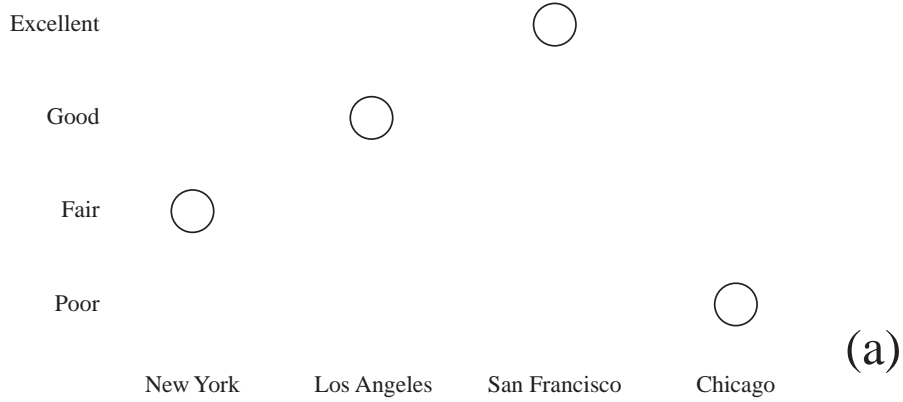 Excellent
Good
Fair
Poor
(a)
New York Los Angeles San Francisco Chicago